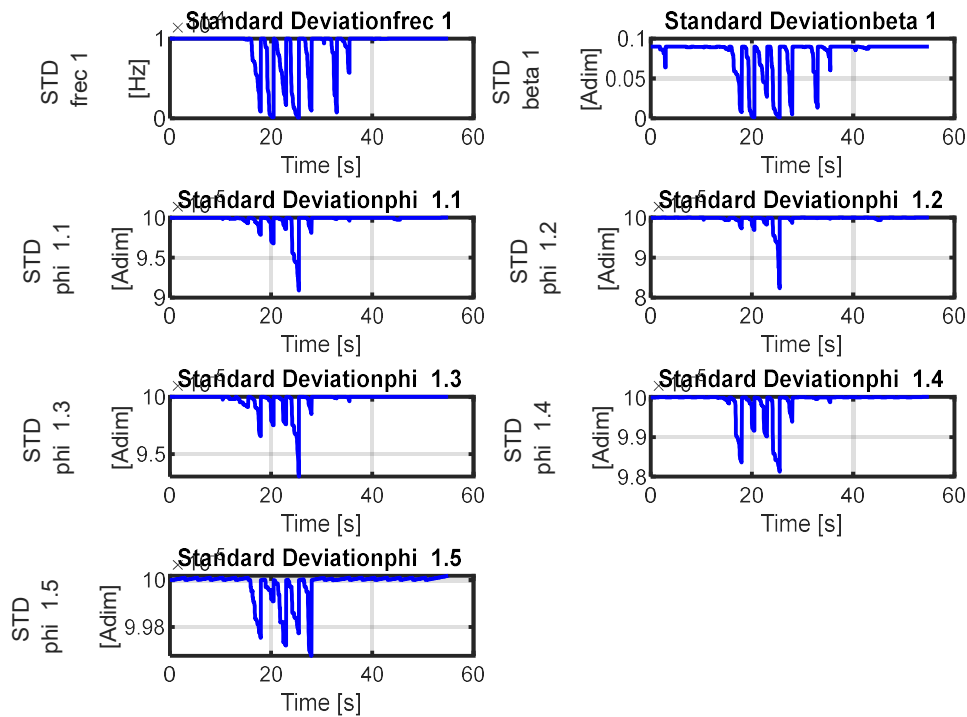 Standard Deviationfrec 1
STD
frec 1
[Hz]
1
0
0 20 40 60
Time [s]
Standard Deviationbeta 1
STD
beta 1
[Adim]
0.1
0.05
0
0 20 40 60
Time [s]
Standard Deviationphi 1.1
STD
phi 1.1
[Adim]
10
9.5
9
0 20 40 60
Time [s]
Standard Deviationphi 1.2
STD
phi 1.2
[Adim]
10
9
8
0 20 40 60
Time [s]
Standard Deviationphi 1.3
STD
phi 1.3
[Adim]
10
9.5
0 20 40 60
Time [s]
Standard Deviationphi 1.4
STD
phi 1.4
[Adim]
10
9.9
9.8
0 20 40 60
Time [s]
Standard Deviationphi 1.5
STD
phi 1.5
[Adim]
10
9.98
0 20 40 60
Time [s]